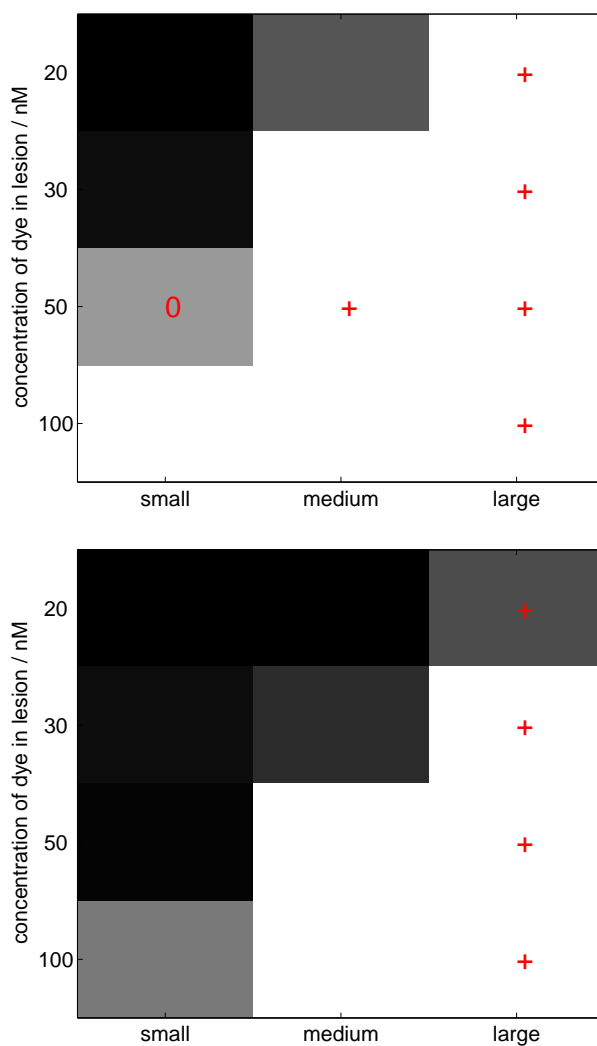 concentration of dye in lesion / nM
20 +
30 +
50 0 + +
100 +
small medium large
concentration of dye in lesion / nM
20 +
30 +
50 +
100 +
small medium large